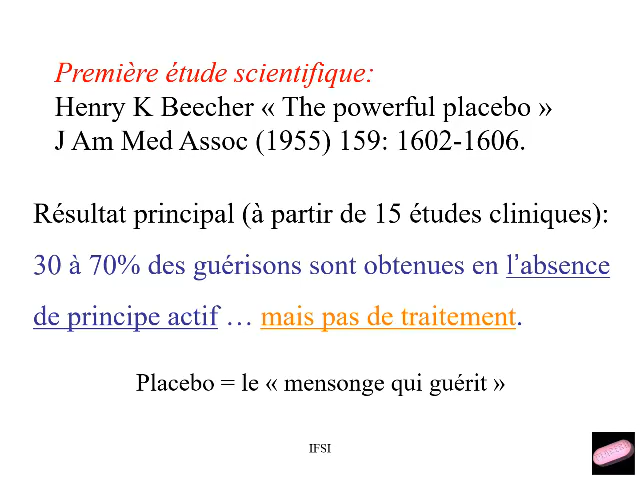 Première étude scientifique:
Henry K Beecher « The powerful placebo »
J Am Med Assoc (1955) 159: 1602-1606.
Résultat principal (à partir de 15 études cliniques):
30 à 70% des guérisons sont obtenues en l’absence
de principe actif … mais pas de traitement.
Placebo = le « mensonge qui guérit »
IFSI